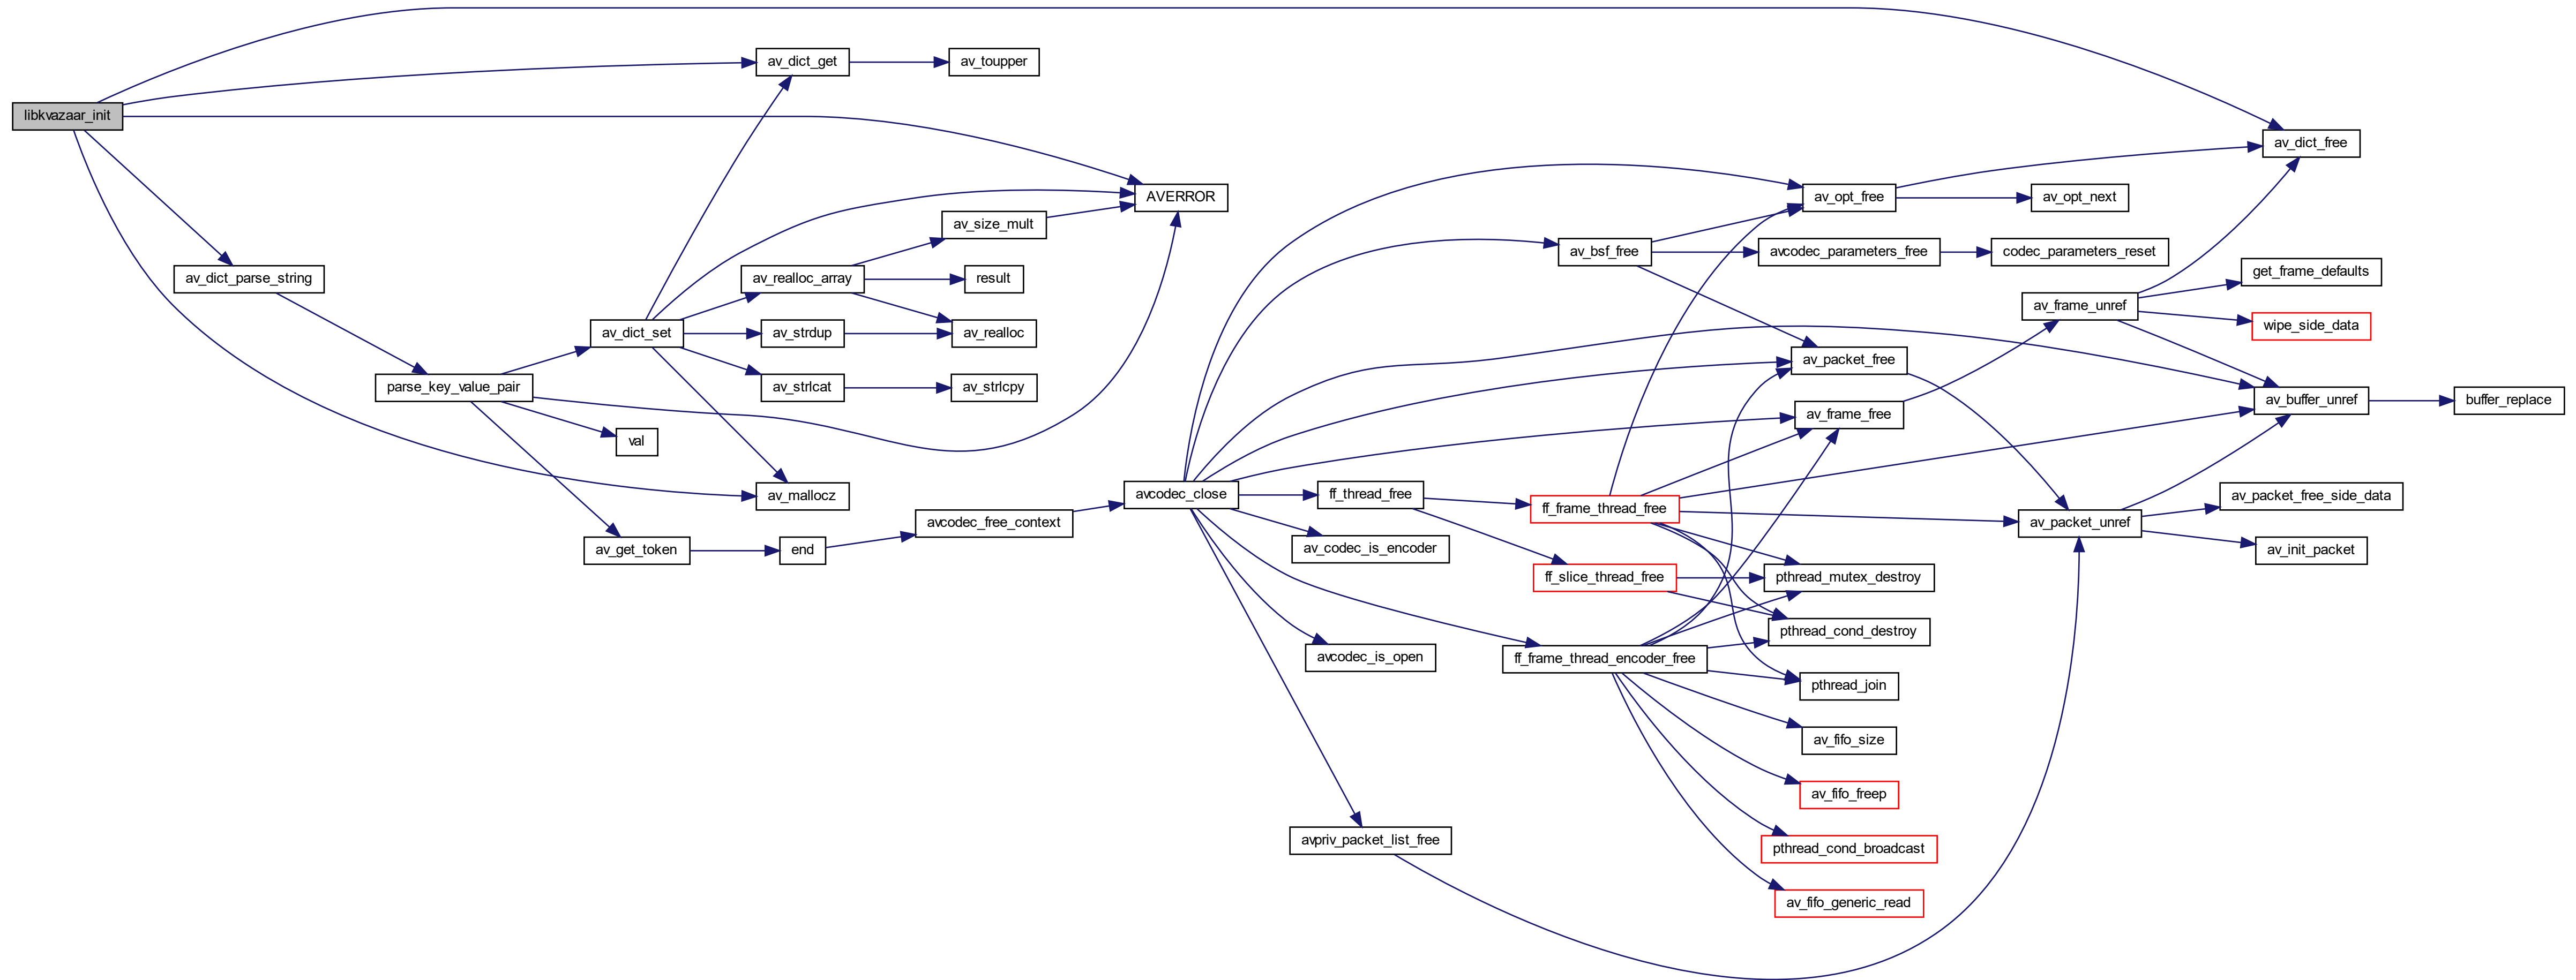 libkvazaar_init
av_dict_get
av_toupper
av_dict_free
AVERROR
av_opt_free
av_opt_next
av_size_mult
av_bsf_free
avcodec_parameters_free
codec_parameters_reset
av_dict_parse_string
av_realloc_array
result
get_frame_defaults
av_frame_unref
wipe_side_data
av_dict_set
av_strdup
av_realloc
av_packet_free
parse_key_value_pair
av_strlcat
av_strlcpy
av_buffer_unref
buffer_replace
av_frame_free
val
av_mallocz
avcodec_close
ff_thread_free
ff_frame_thread_free
av_packet_free_side_data
avcodec_free_context
av_packet_unref
av_get_token
end
av_codec_is_encoder
av_init_packet
ff_slice_thread_free
pthread_mutex_destroy
pthread_cond_destroy
avcodec_is_open
ff_frame_thread_encoder_free
pthread_join
av_fifo_size
av_fifo_freep
avpriv_packet_list_free
pthread_cond_broadcast
av_fifo_generic_read